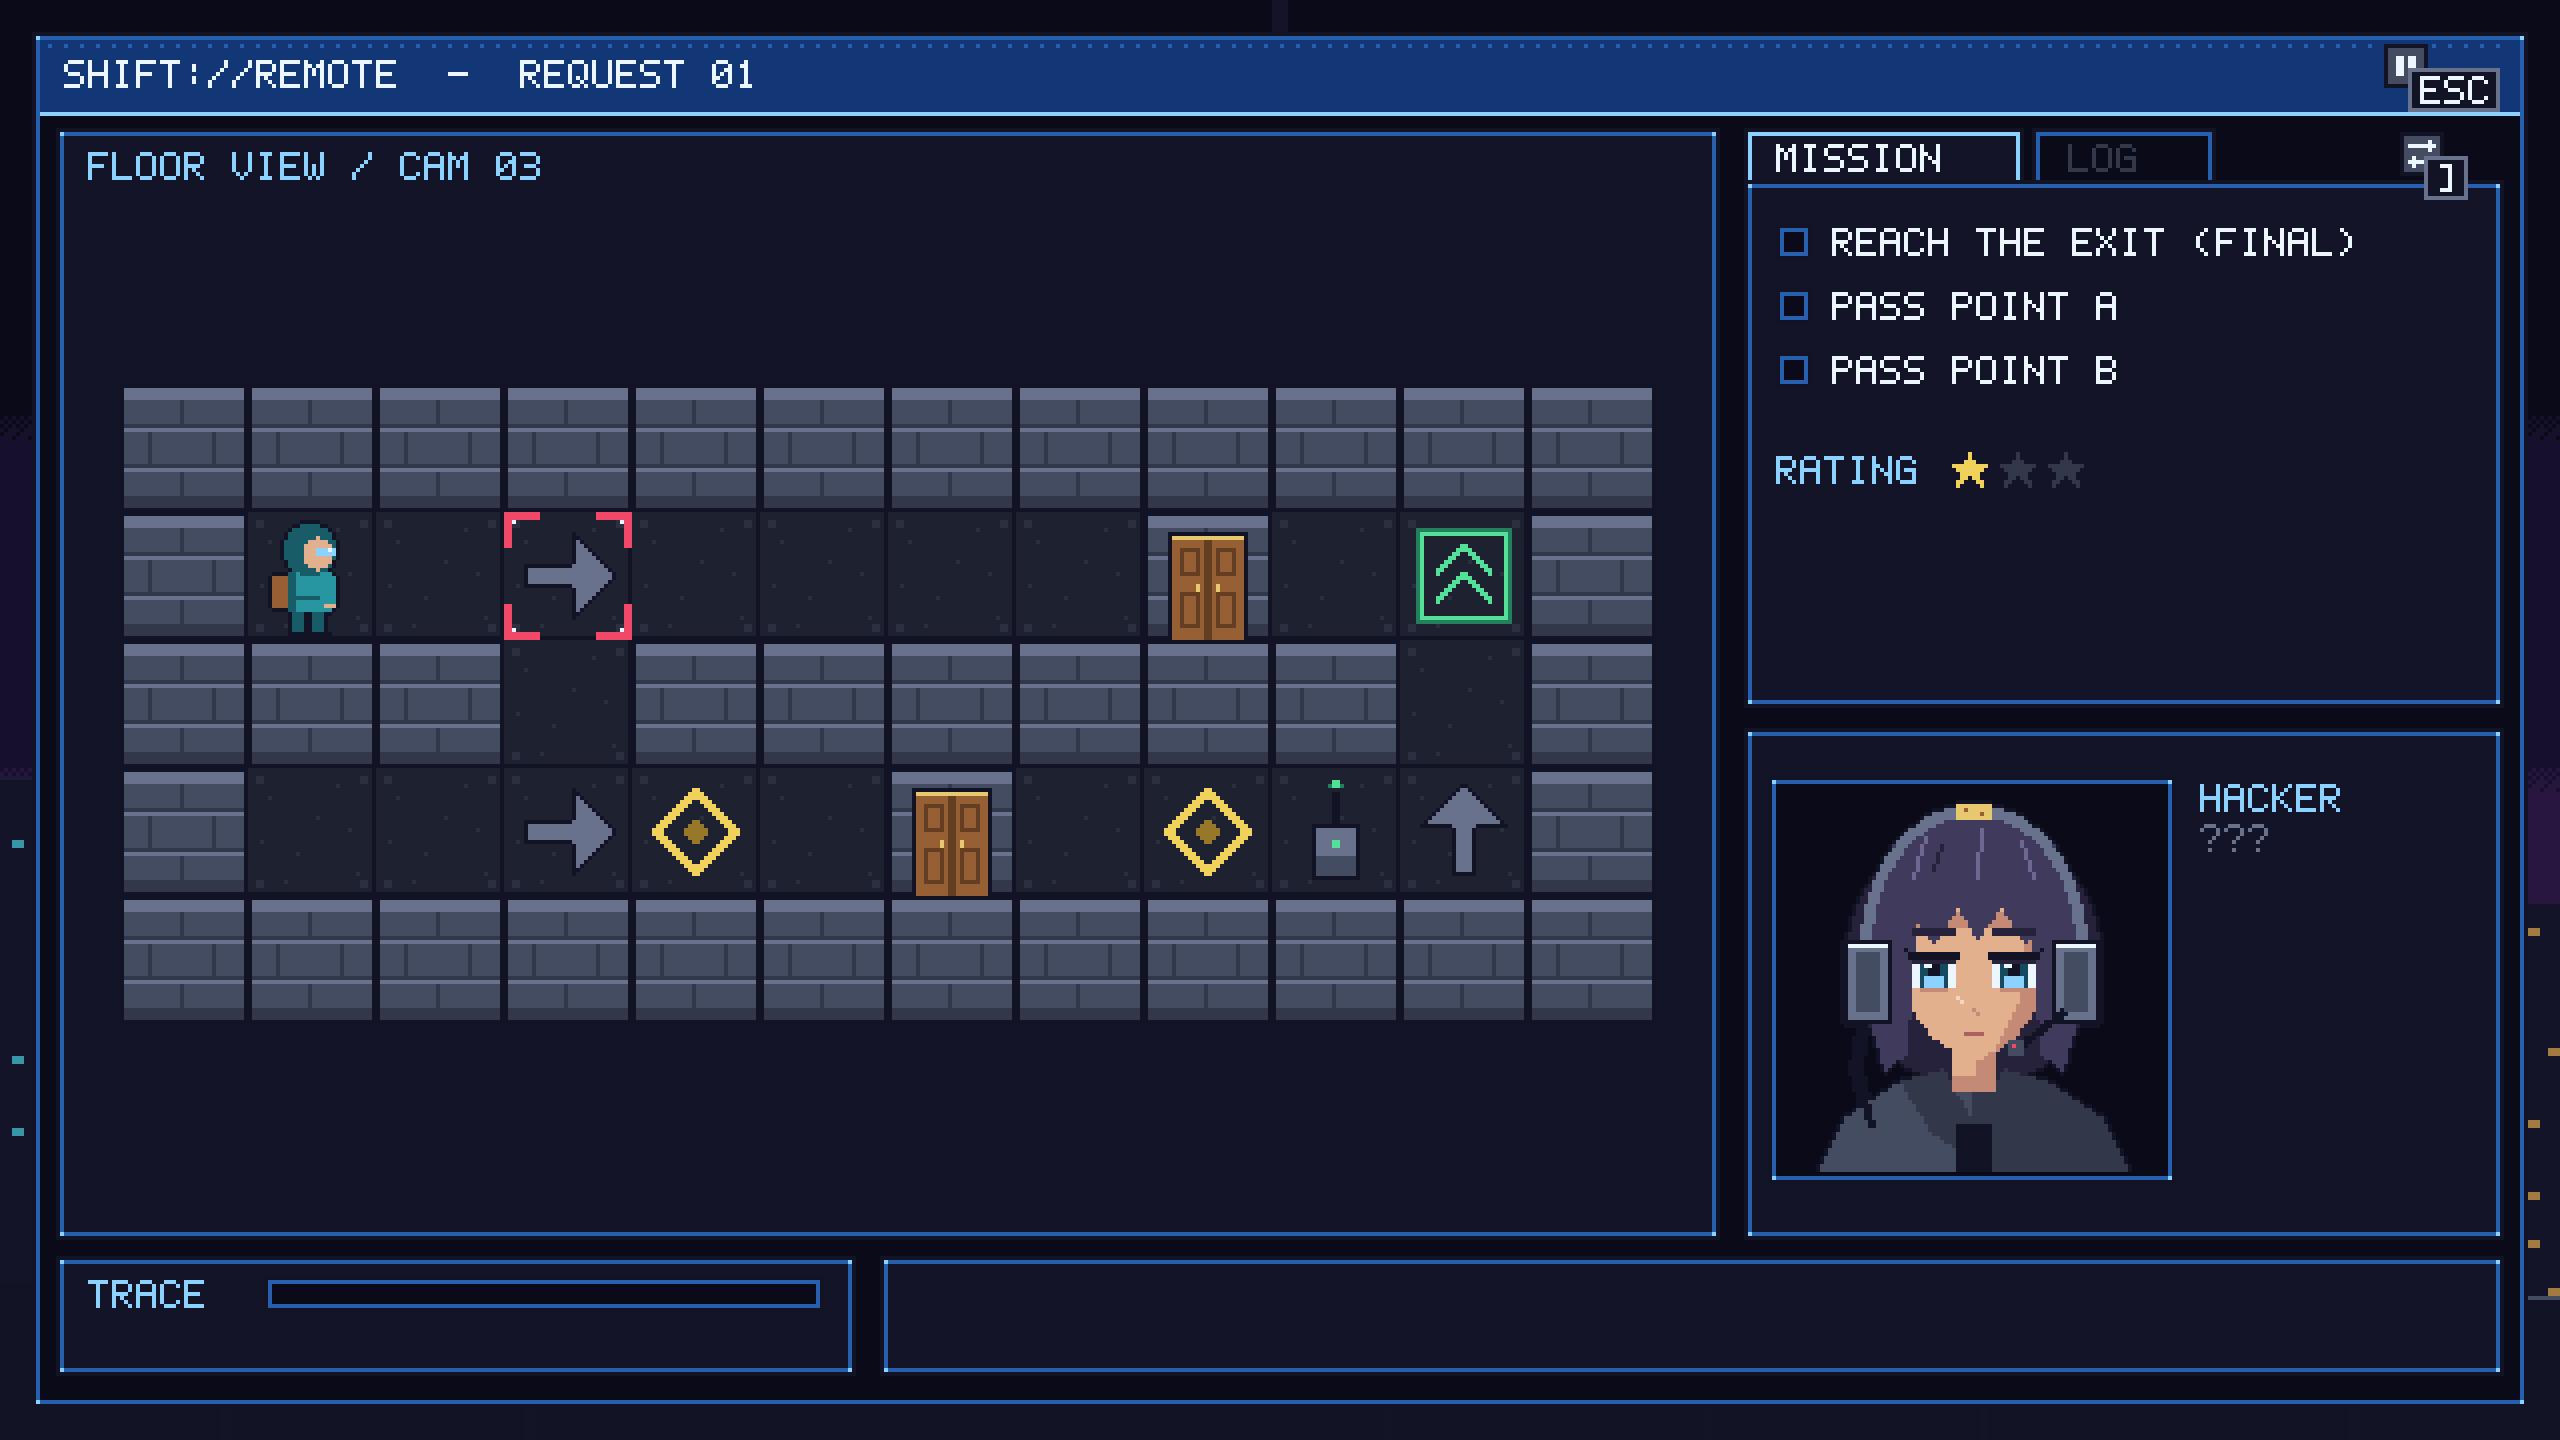 SHIFT://REMOTE - REQUEST 01
ESC
FLOOR VIEW / CAM 03
MISSION
LOG
]
REACH THE EXIT (FINAL)
PASS POINT A
PASS POINT B
RATING
HACKER
???
TRACE